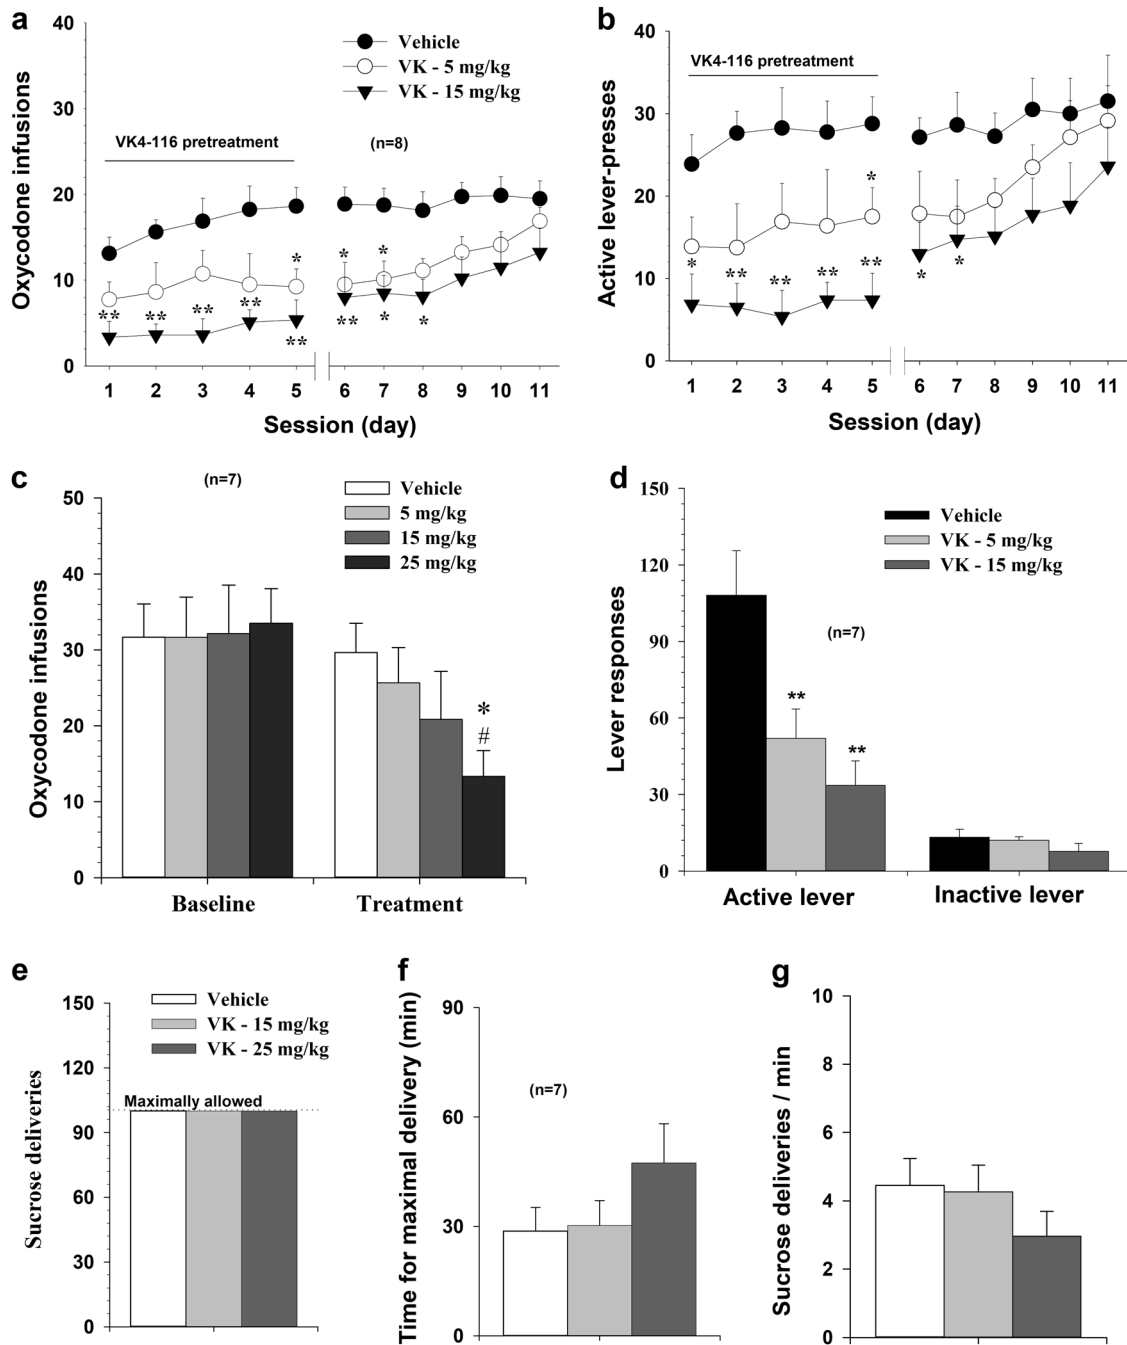 a
Oxycodone infusions
40
30
20
10
0
Vehicle
VK - 5 mg/kg
VK - 15 mg/kg
VK4-116 pretreatment
(n=8)
*
* *
** ** ** **
** ** * *
1 2 3 4 5 6 7 8 9 10 11
Session (day)
b
Active lever-presses
40
30
20
10
0
VK4-116 pretreatment
*
* ** ** ** **
* *
1 2 3 4 5 6 7 8 9 10 11
Session (day)
c
(n=7)
Oxycodone infusions
50
40
30
20
10
0
Vehicle
5 mg/kg
15 mg/kg
25 mg/kg
*
#
Baseline Treatment
d
Lever responses
150
120
90
60
30
0
Vehicle
VK - 5 mg/kg
VK - 15 mg/kg
(n=7)
**
**
Active lever Inactive lever
e
Sucrose deliveries
150
120
90
60
30
0
Vehicle
VK - 15 mg/kg
VK - 25 mg/kg
Maximally allowed
f
Time for maximal delivery (min)
90
60
30
0
(n=7)
g
Sucrose deliveries / min
10
8
6
4
2
0